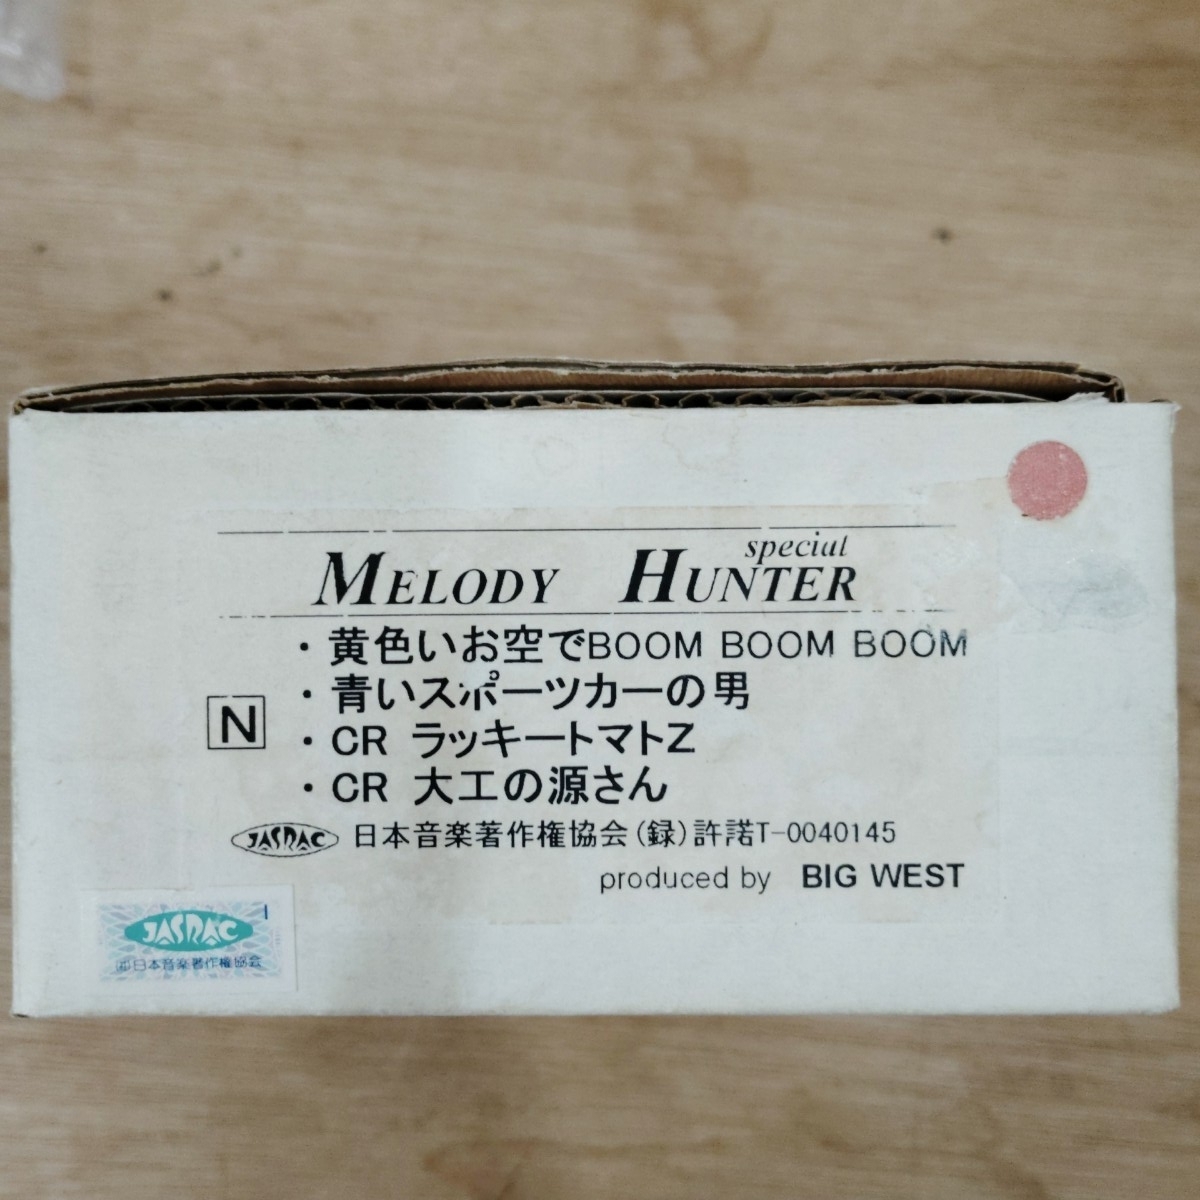 MELODY HUNTER special
・黄色いお空でBOOM BOOM BOOM
・青いスポーツカーの男
N
・CR ラッキートマトZ
・CR 大工の源さん
JASRAC 日本音楽著作権協会(録)許諾T-0040145
produced by BIG WEST
JASRAC
(社)日本音楽著作権協会